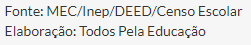 Fonte: MEC/Inep/DEED/Censo Escolar
Elaboração: Todos Pela Educação